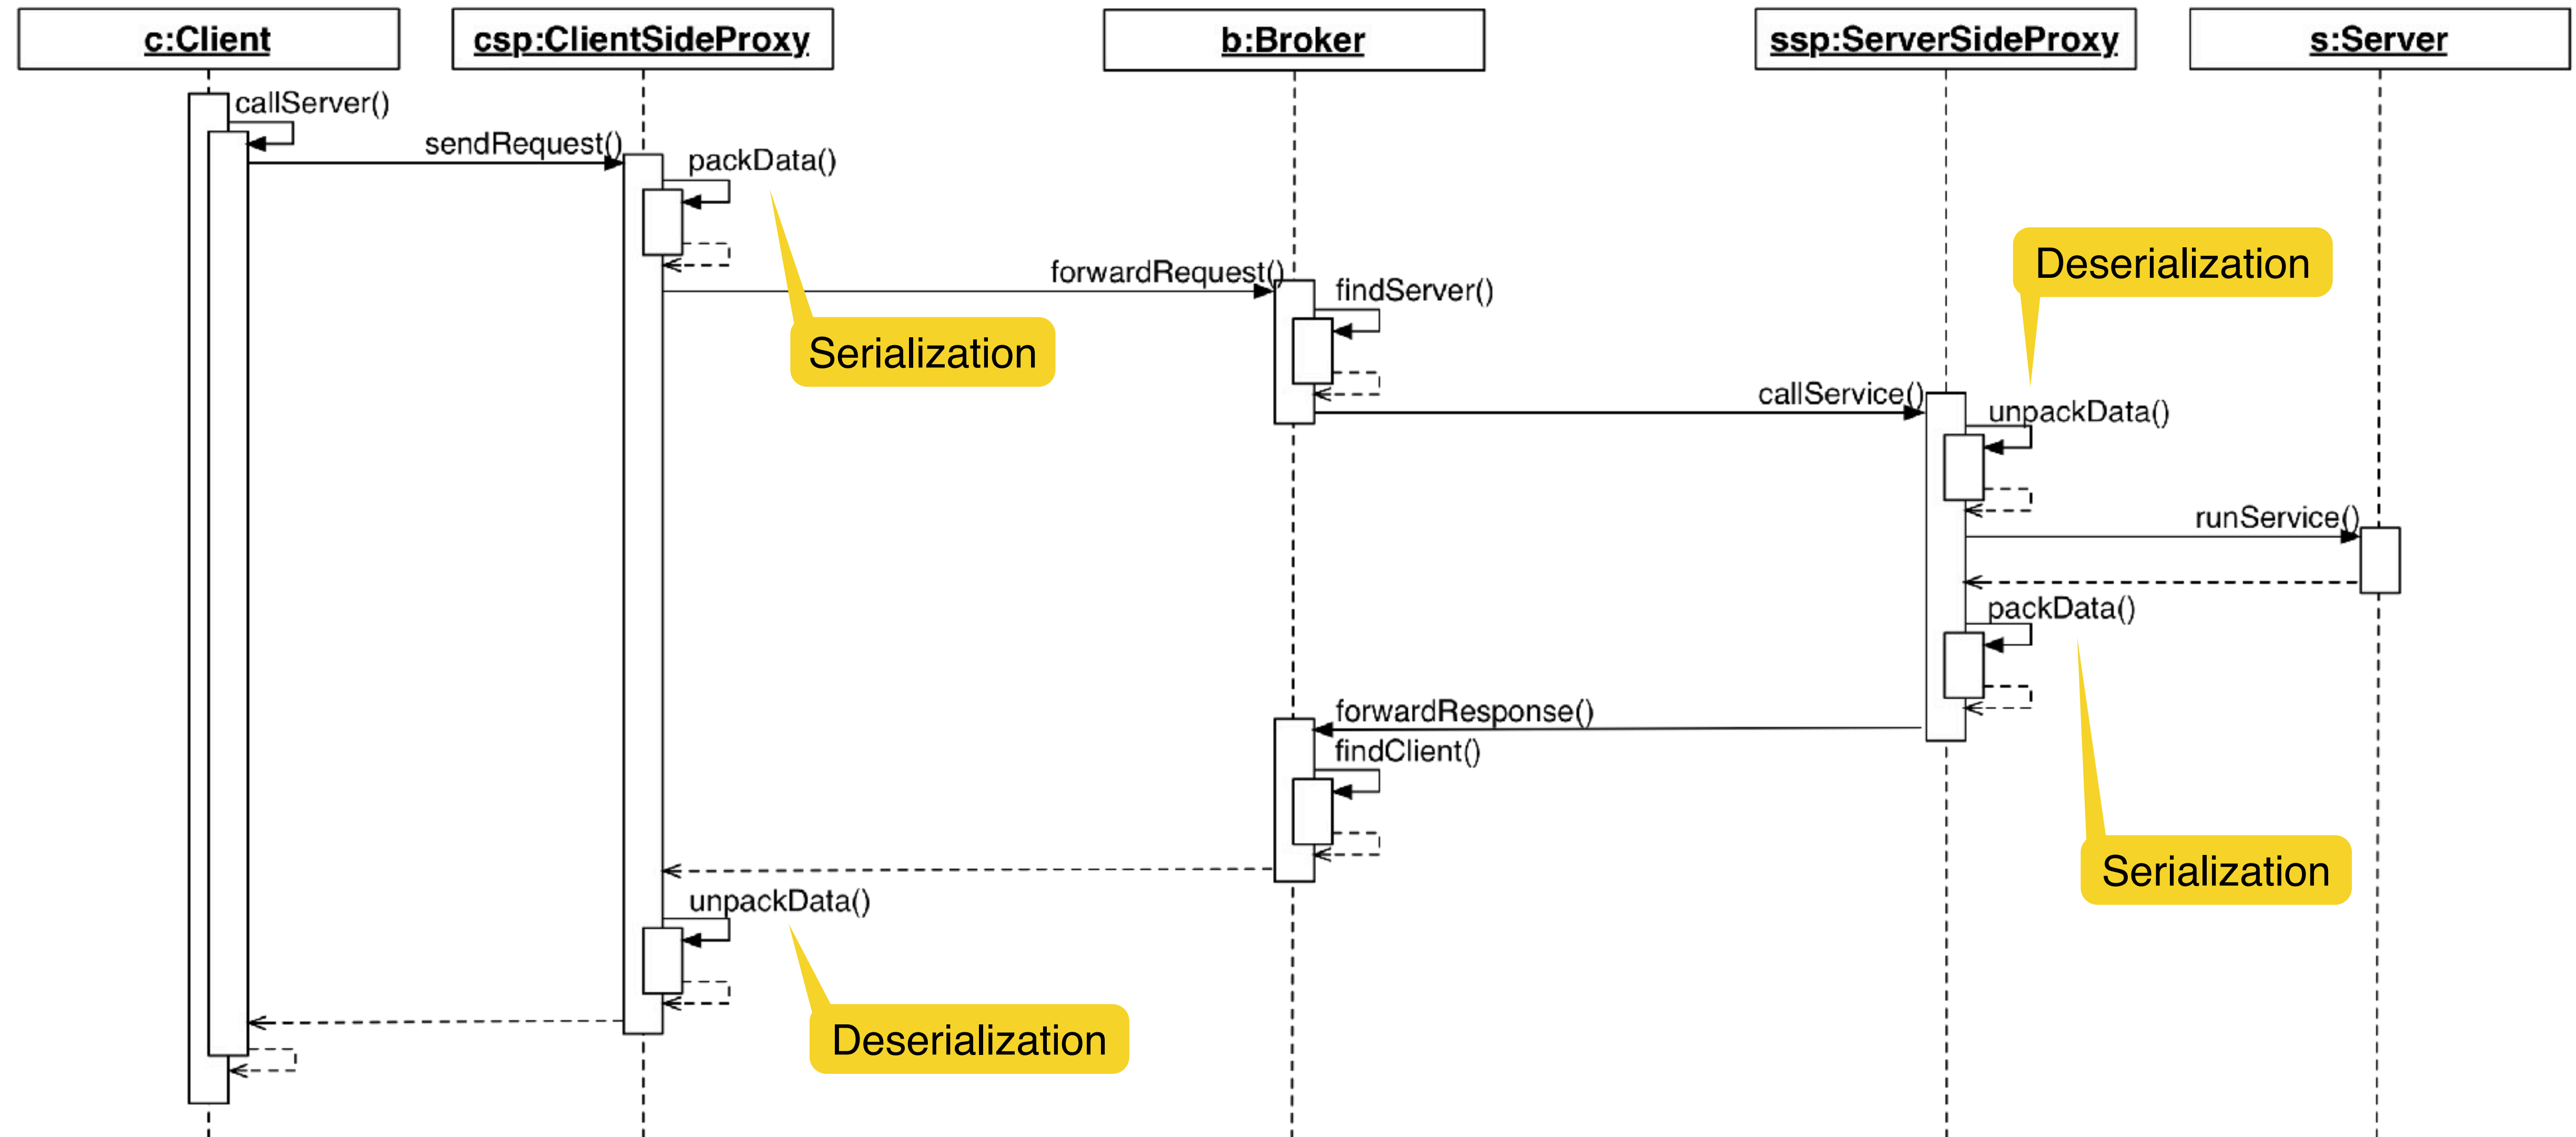 c:Client
csp:ClientSideProxy
b:Broker
ssp:ServerSideProxy
s:Server
callServer()
sendRequest()
packData()
Serialization
forwardRequest()
findServer()
Deserialization
callService()
unpackData()
runService()
packData()
Serialization
forwardResponse()
findClient()
unpackData()
Deserialization